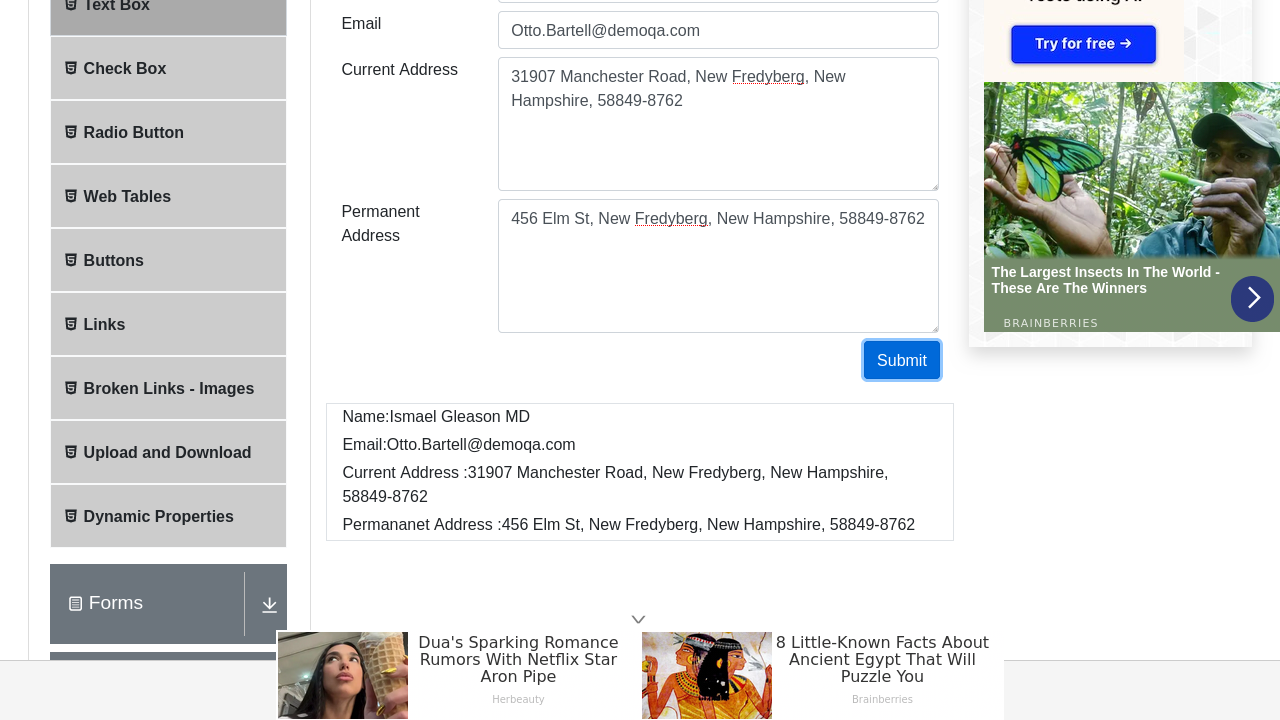 Text Box
Check Box
Radio Button
Web Tables
Buttons
Links
Broken Links - Images
Upload and Download
Dynamic Properties
Forms
Email
Otto.Bartell@demoqa.com
Current Address
31907 Manchester Road, New Fredyberg, New
Hampshire, 58849-8762
Permanent
Address
456 Elm St, New Fredyberg, New Hampshire, 58849-8762
Submit
Name:Ismael Gleason MD
Email:Otto.Bartell@demoqa.com
Current Address :31907 Manchester Road, New Fredyberg, New Hampshire,
58849-8762
Permananet Address :456 Elm St, New Fredyberg, New Hampshire, 58849-8762
Try for free →
The Largest Insects In The World -
These Are The Winners
BRAINBERRIES
Dua's Sparking Romance
Rumors With Netflix Star
Aron Pipe
Herbeauty
8 Little-Known Facts About
Ancient Egypt That Will
Puzzle You
Brainberries